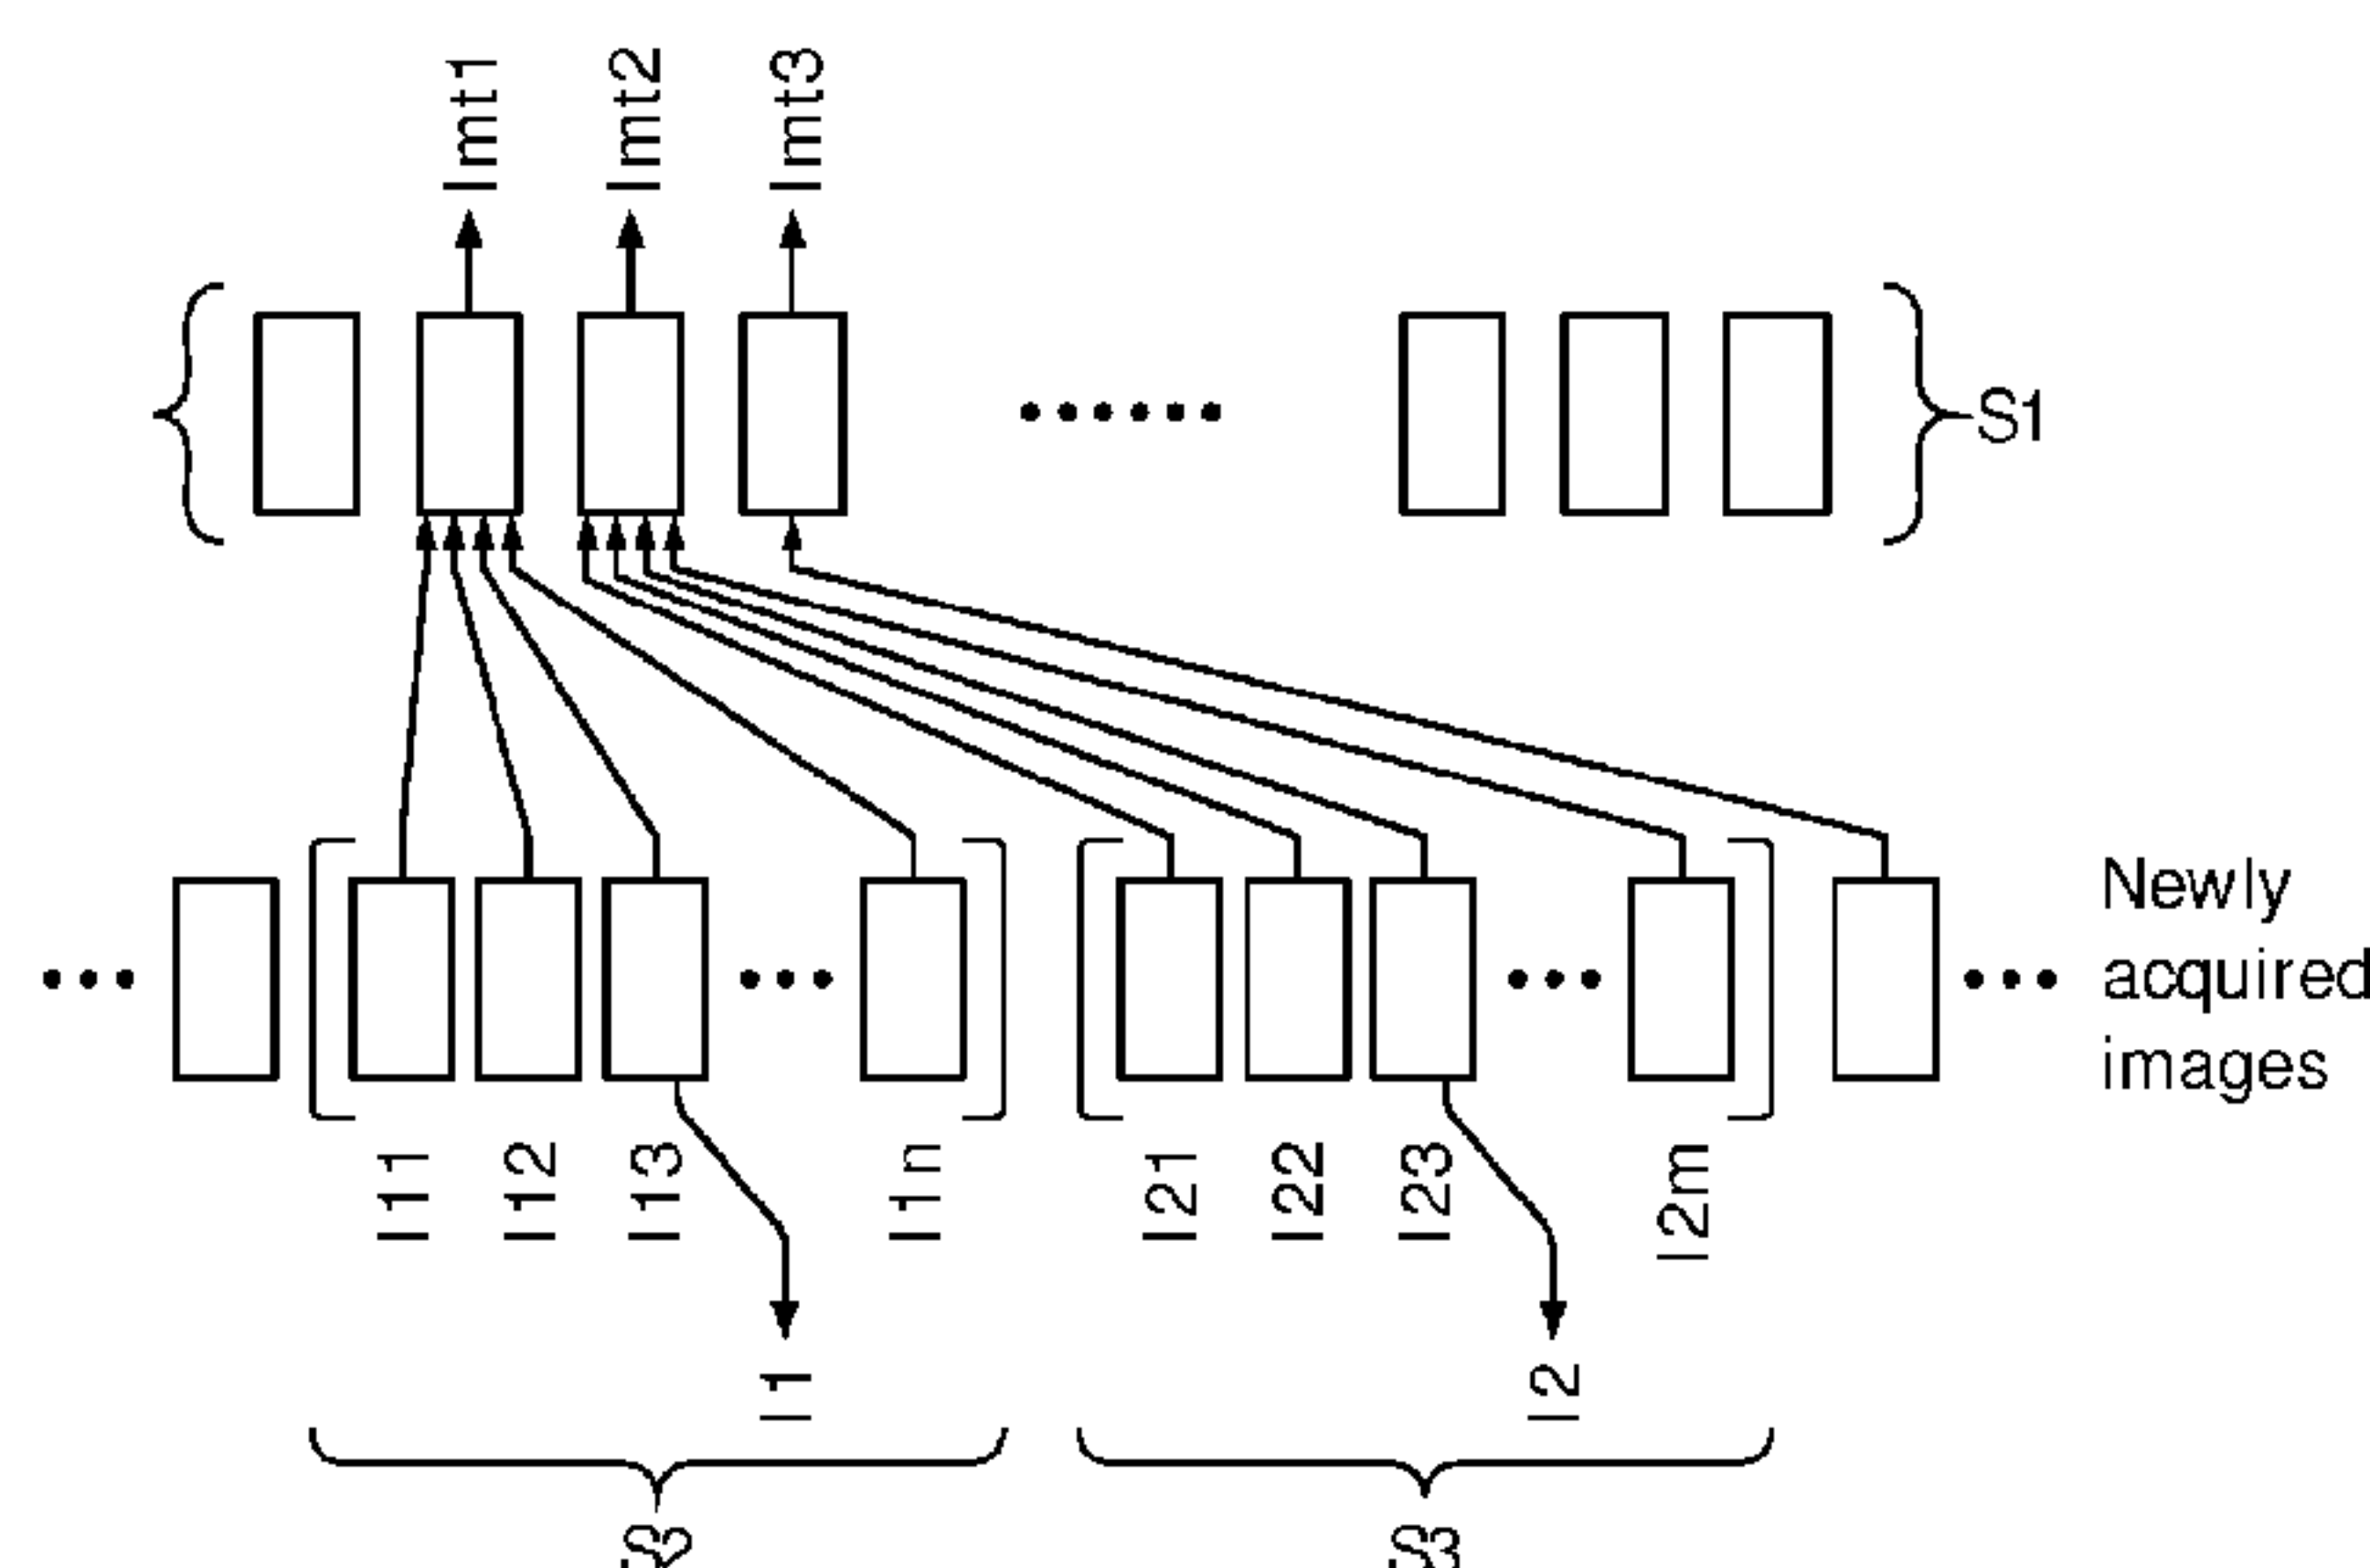 Imt1
Imt2
Imt3
S1
Newly
acquired
images
I11
I12
I13
I1n
I21
I22
I23
I2m
I1
I2
S2
S3